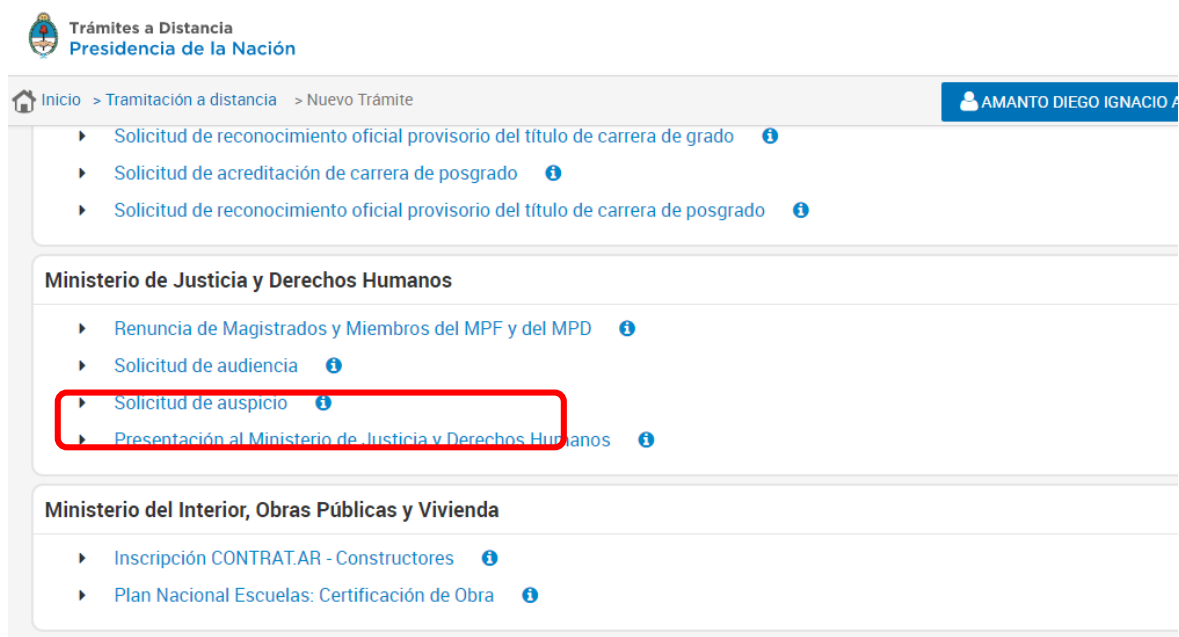 Trámites a Distancia
Presidencia de la Nación
Inicio > Tramitación a distancia > Nuevo Trámite
AMANTO DIEGO IGNACIO A
Solicitud de reconocimiento oficial provisorio del título de carrera de grado
Solicitud de acreditación de carrera de posgrado
Solicitud de reconocimiento oficial provisorio del título de carrera de posgrado
Ministerio de Justicia y Derechos Humanos
Renuncia de Magistrados y Miembros del MPF y del MPD
Solicitud de audiencia
Solicitud de auspicio
Presentación al Ministerio de Justicia y Derechos Humanos
Ministerio del Interior, Obras Públicas y Vivienda
Inscripción CONTRAT.AR - Constructores
Plan Nacional Escuelas: Certificación de Obra